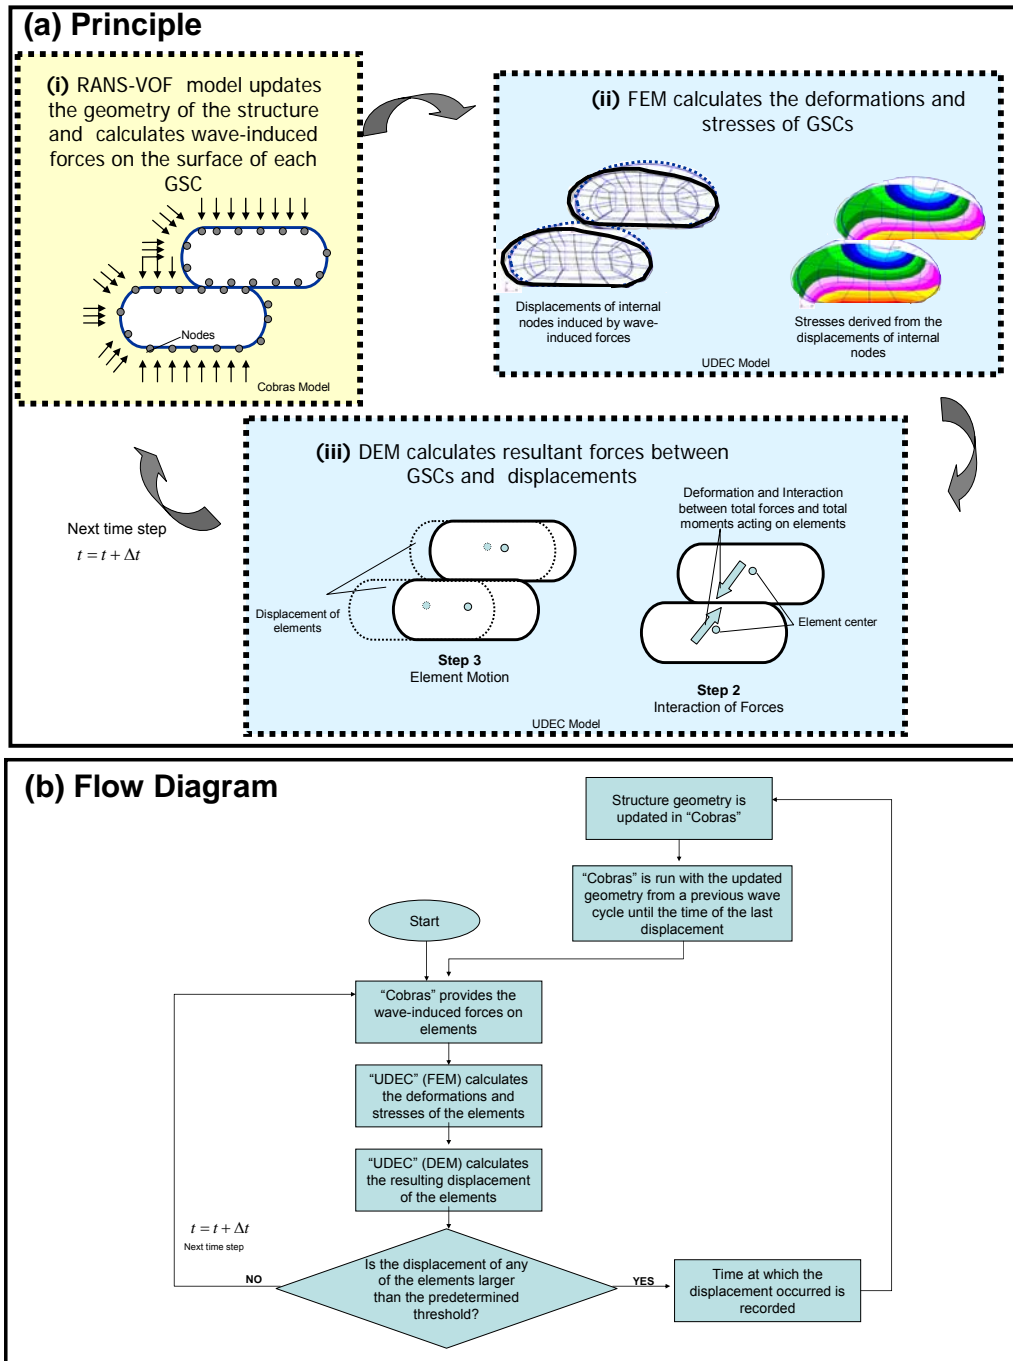 (a) Principle
(i) RANS-VOF model updates
the geometry of the structure
and calculates wave-induced
forces on the surface of each
GSC
Nodes
Cobras Model
(ii) FEM calculates the deformations and
stresses of GSCs
Displacements of internal
nodes induced by wave-
induced forces
Stresses derived from the
displacements of internal
nodes
UDEC Model
(iii) DEM calculates resultant forces between
GSCs and displacements
Deformation and Interaction
between total forces and total
moments acting on elements
Displacement of
elements
Element center
Step 3
Element Motion
Step 2
Interaction of Forces
UDEC Model
Next time step
t = t + Δt
(b) Flow Diagram
Structure geometry is
updated in “Cobras”
“Cobras” is run with the updated
geometry from a previous wave
cycle until the time of the last
displacement
Start
“Cobras” provides the
wave-induced forces on
elements
“UDEC” (FEM) calculates
the deformations and
stresses of the elements
“UDEC” (DEM) calculates
the resulting displacement
of the elements
t = t + Δt
Next time step
Is the displacement of any
of the elements larger
than the predetermined
threshold?
NO
YES
Time at which the
displacement occurred is
recorded